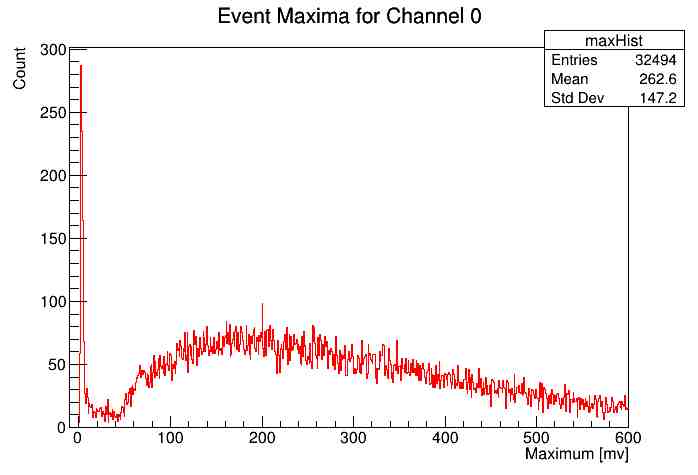 Event Maxima for Channel 0
maxHist
Entries 32494
Mean 262.6
Std Dev 147.2
Count
300
250
200
150
100
50
0
0 100 200 300 400 500 600
Maximum [mv]